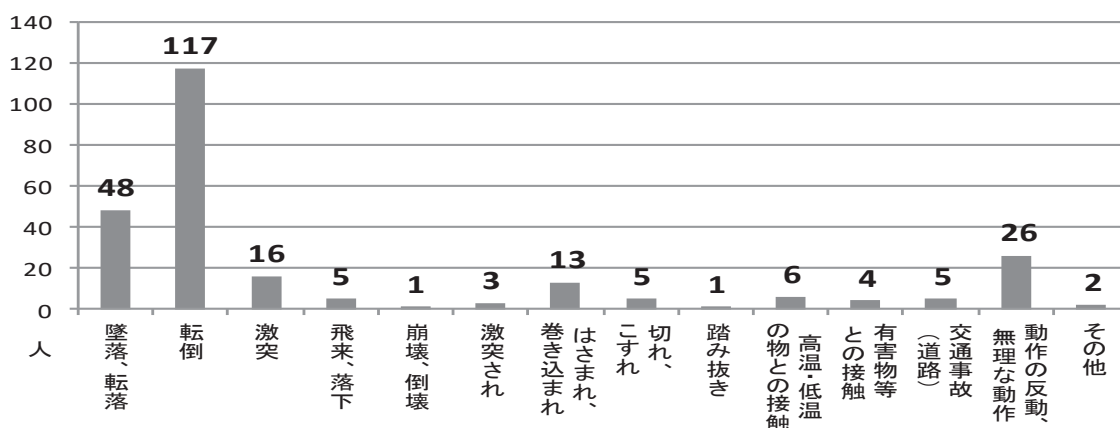 140
120
100
80
60
40
20
0
人
48
117
16
5
1
3
13
5
1
6
4
5
26
2
墜落、転落
転倒
激突
飛来、落下
崩壊、倒壊
激突され
はさまれ、
巻き込まれ
切れ、
こすれ
踏み抜き
高温・低温
の物との接触
有害物等
との接触
交通事故
（道路）
動作の反動、
無理な動作
その他